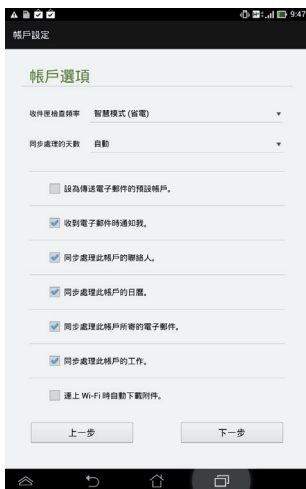 9:47
帳戶設定
帳戶選項
收件匣檢查頻率 智慧模式 (省電)
同步處理的天數 自動
設為傳送電子郵件的預設帳戶。
收到電子郵件時通知我。
同步處理此帳戶的聯絡人。
同步處理此帳戶的日曆。
同步處理此帳戶所寄的電子郵件。
同步處理此帳戶的工作。
連上 Wi-Fi 時自動下載附件。
上一步 下一步